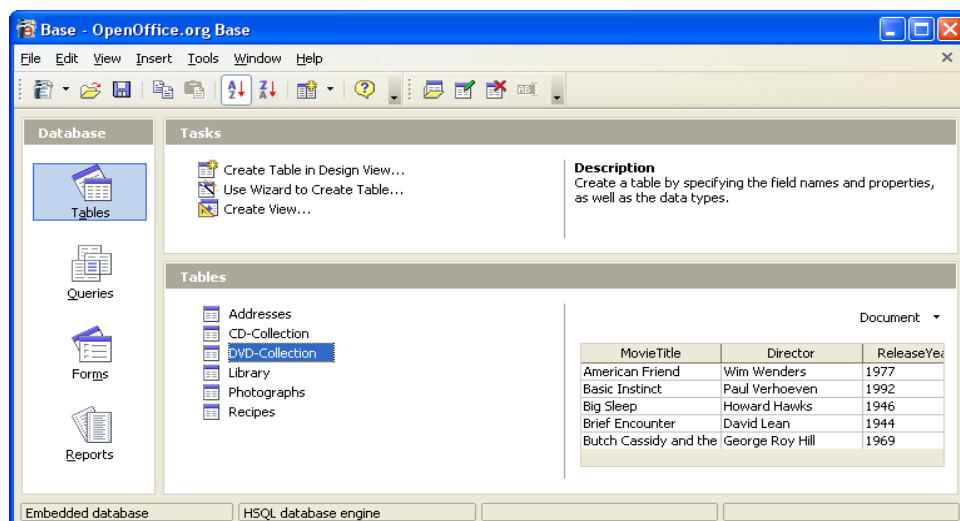 Base - OpenOffice.org Base
File Edit View Insert Tools Window Help
Database
Tables
Queries
Forms
Reports
Tasks
Create Table in Design View...
Use Wizard to Create Table...
Create View...
Description
Create a table by specifying the field names and properties,
as well as the data types.
Tables
Addresses
CD-Collection
DVD-Collection
Library
Photographs
Recipes
Document
MovieTitle Director ReleaseYea
American Friend Wim Wenders 1977
Basic Instinct Paul Verhoeven 1992
Big Sleep Howard Hawks 1946
Brief Encounter David Lean 1944
Butch Cassidy and the George Roy Hill 1969
Embedded database HSQL database engine